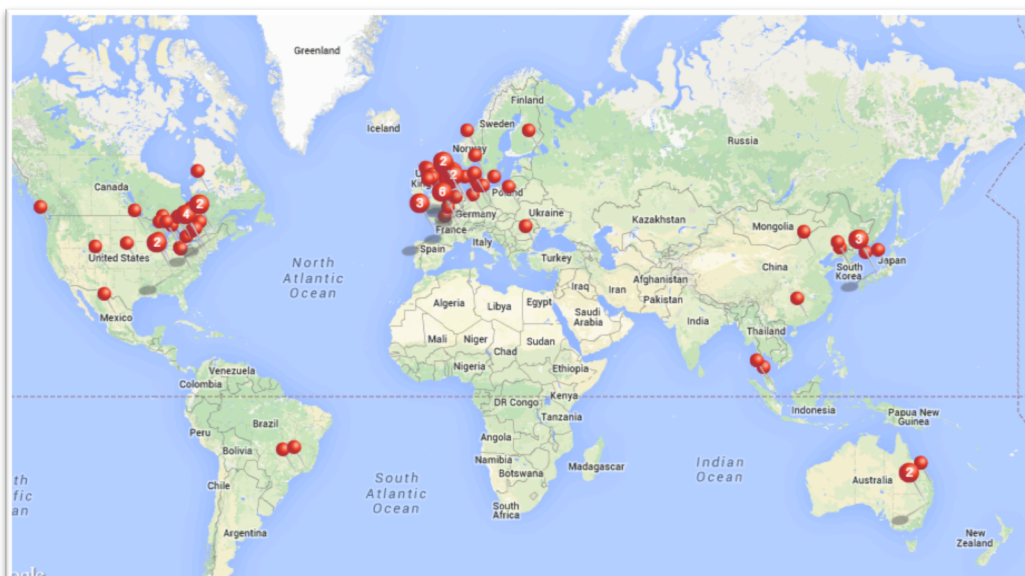 Greenland
Finland
Iceland
Sweden
Russia
Norway
2
Canada
U
2
King
6
Poland
2
3
4
Germany
Ukraine
Kazakhstan
Mongolia
3
France
2
Italy
United States
Spain
Turkey
China
South
Korea
Japan
North
Atlantic
Ocean
Iraq
Iran
Afghanistan
Pakistan
Algeria
Libya
Egypt
Saudi
Arabia
Mexico
India
Mali
Niger
Chad
Sudan
Thailand
Nigeria
Ethiopia
Venezuela
Colombia
DR Congo
Kenya
Tanzania
Indonesia
Papua New
Guinea
Brazil
Peru
Bolivia
Angola
Namibia
Botswana
Madagascar
Indian
Ocean
2
Australia
th
fic
an
Chile
South
Atlantic
Ocean
South
Africa
Argentina
New
Zealand